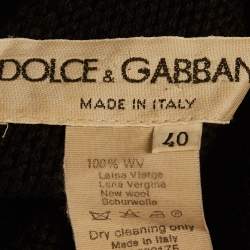 DOLCE & GABBAN
MADE IN ITALY
40
100% WV
Laine Vierge
Lana Vergine
New wool
Schurwolle
Dry cleaning only
Made in Italy